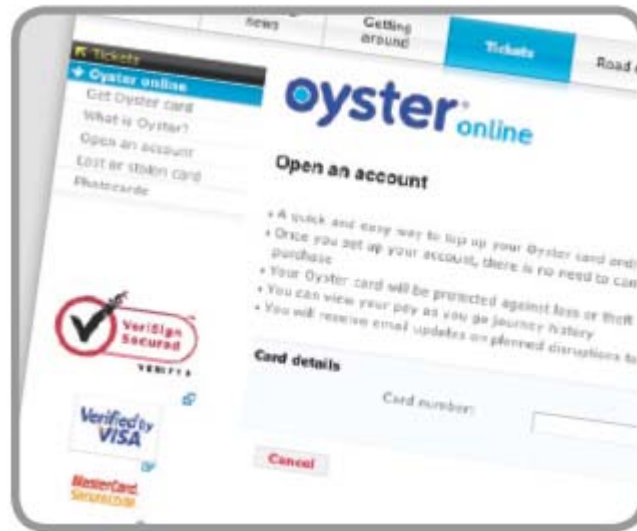 news
Getting
around
Tickets
Road
Tickets
Oyster online
Get Oyster card
What is Oyster?
Open an account
Lost or stolen card
Photocards
oyster online
Open an account
• A quick and easy way to top up your Oyster card
• Once you set up your account, there is no need to
purchase
• Your Oyster card will be protected against loss or theft
• You can view your pay as you go journey history
• You will receive email updates on planned disruptions to
Card details
Card number:
Cancel
VeriSign
Secured
VERIFY
Verified by
VISA
MasterCard
SecureCode